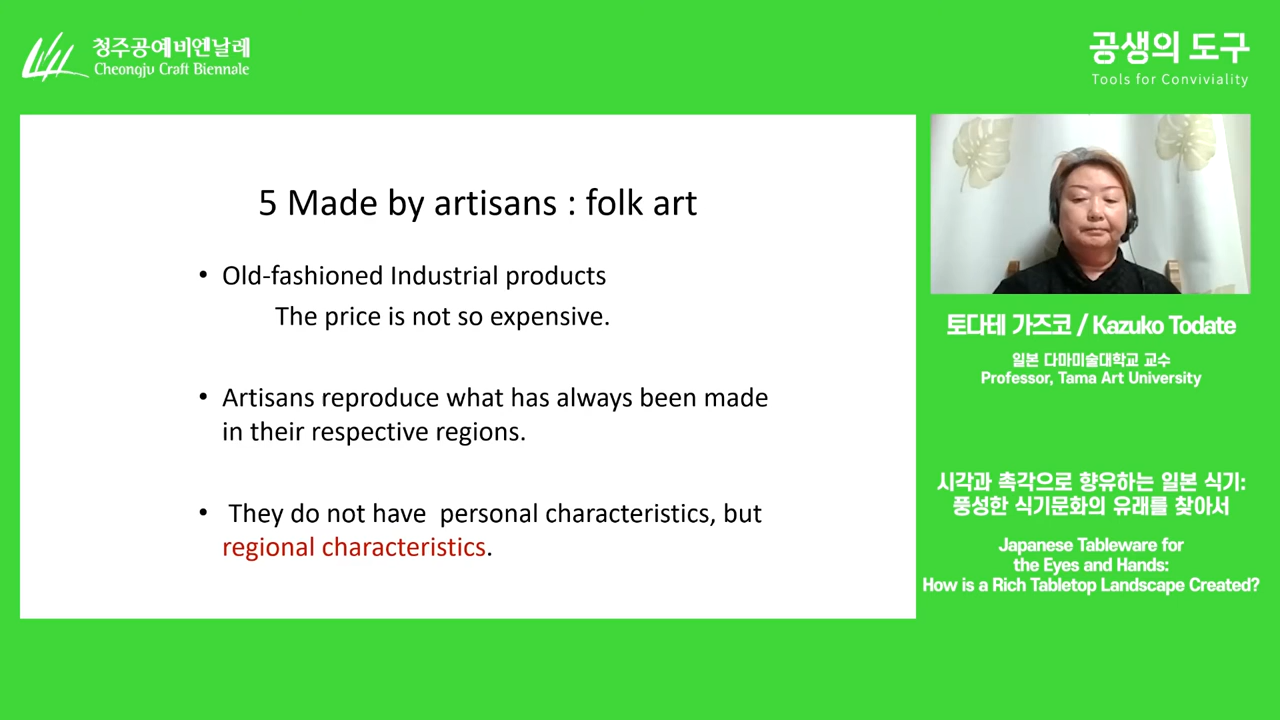 청주공예비엔날레
Cheongju Craft Biennale
공생의 도구
Tools for Conviviality
5 Made by artisans : folk art
• Old-fashioned Industrial products
The price is not so expensive.
• Artisans reproduce what has always been made
in their respective regions.
• They do not have personal characteristics, but
regional characteristics.
토다테 가즈코 / Kazuko Todate
일본 다마미술대학교 교수
Professor, Tama Art University
시각과 촉각으로 향유하는 일본 식기:
풍성한 식기문화의 유래를 찾아서
Japanese Tableware for
the Eyes and Hands:
How is a Rich Tabletop Landscape Created?